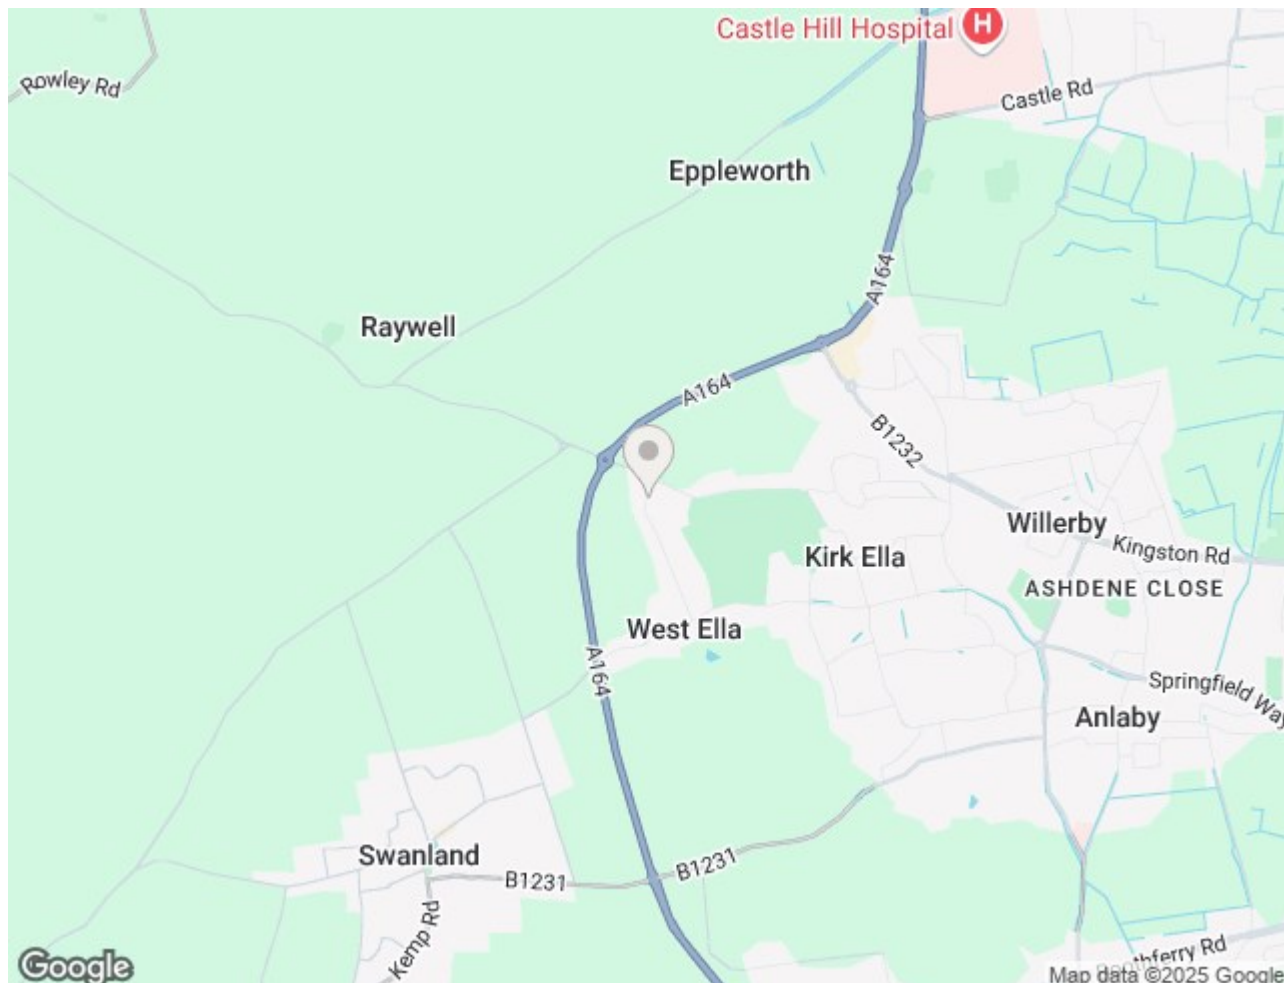 Castle Hill Hospital
H
Rowley Rd
Castle Rd
Eppleworth
A164
Raywell
A164
B1232
Willerby
Kingston Rd
Kirk Ella
ASHDENE CLOSE
West Ella
A164
Springfield Way
Anlaby
Swanland
B1231
B1231
Kemp Rd
Google
Map data ©2025 Google